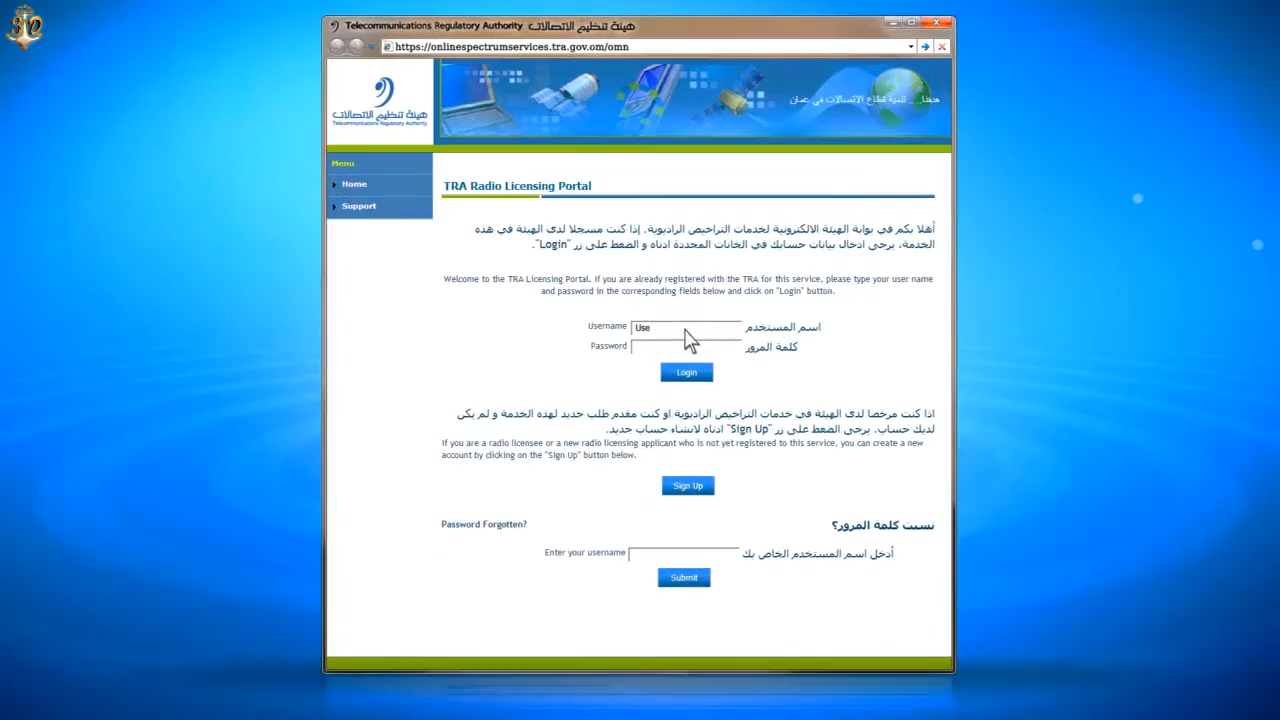 3D
Telecommunications Regulatory Authority هيئة تنظيم الاتصالات
https://onlinespectrumservices.tra.gov.om/omn
هيئة تنظيم الاتصالات
Telecommunications Regulatory Authority
هدفنا.... تنمية قطاع الاتصالات في عمان
Menu
Home
Support
TRA Radio Licensing Portal
أهلا بكم في بوابة الهيئة الالكترونية لخدمات التراخيص الراديوية. إذا كنت مسجلا لدى الهيئة في هذه
الخدمة، يرجى ادخال بيانات حسابك في الخانات المحددة ادناه و الضغط على زر "Login".
Welcome to the TRA Licensing Portal. If you are already registered with the TRA for this service, please type your user name
and password in the corresponding fields below and click on "Login" button.
Username Use اسم المستخدم
Password كلمة المرور
Login
اذا كنت مرخصا لدى الهيئة في خدمات التراخيص الراديوية او كنت مقدم طلب جديد لهذه الخدمة و لم يكن
لديك حساب، يرجى الضغط على زر "Sign Up" ادناه لانشاء حساب جديد.
If you are a radio licensee or a new radio licensing applicant who is not yet registered to this service, you can create a new
account by clicking on the "Sign Up" button below.
Sign Up
Password Forgotten? نسيت كلمة المرور؟
Enter your username أدخل اسم المستخدم الخاص بك
Submit